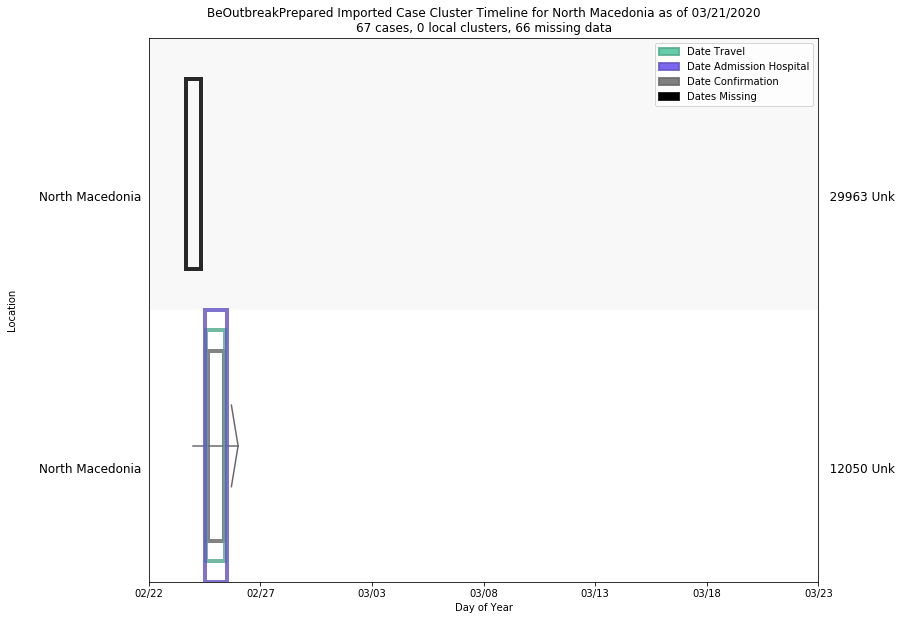 BeOutbreakPrepared Imported Case Cluster Timeline for North Macedonia as of 03/21/2020
67 cases, 0 local clusters, 66 missing data
Date Travel
Date Admission Hospital
Date Confirmation
Dates Missing
North Macedonia
29963 Unk
Location
North Macedonia
12050 Unk
02/22 02/27 03/03 03/08 03/13 03/18 03/23
Day of Year